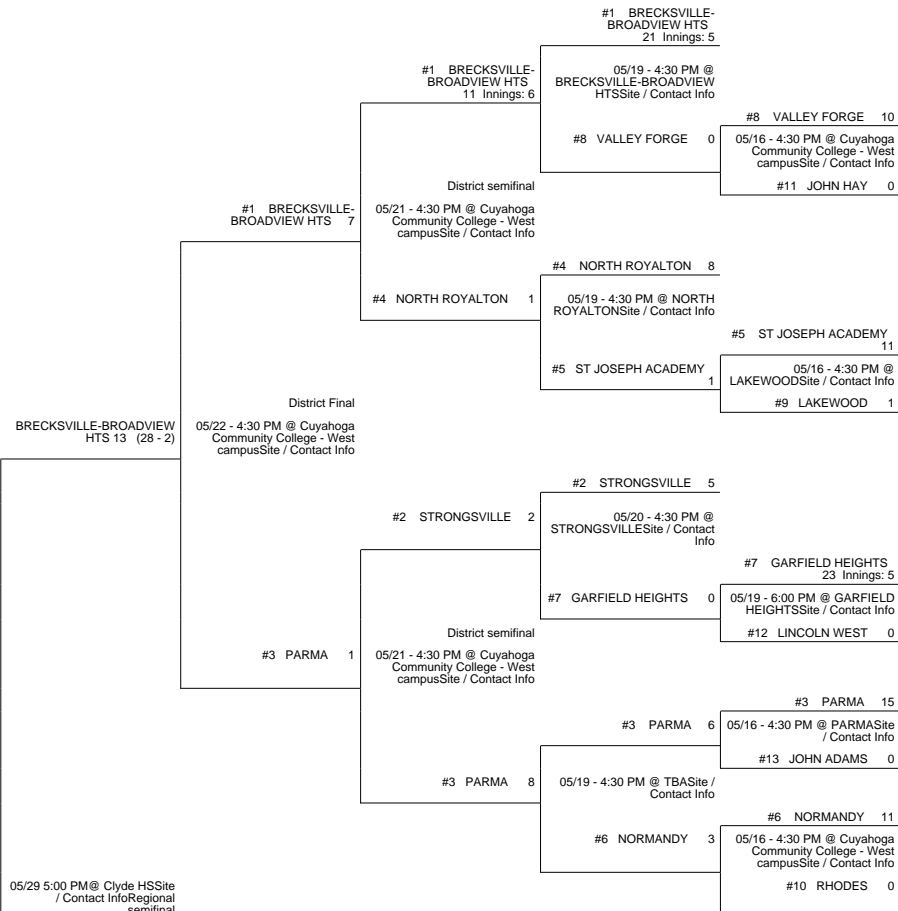 #1 BRECKSVILLE-
BROADVIEW HTS
21 Innings: 5
05/19 - 4:30 PM @
BRECKSVILLE-BROADVIEW
HTSSite / Contact Info
#1 BRECKSVILLE-
BROADVIEW HTS
11 Innings: 6
#8 VALLEY FORGE 10
05/16 - 4:30 PM @ Cuyahoga
Community College - West
campusSite / Contact Info
#8 VALLEY FORGE 0
#11 JOHN HAY 0
District semifinal
05/21 - 4:30 PM @ Cuyahoga
Community College - West
campusSite / Contact Info
#1 BRECKSVILLE-
BROADVIEW HTS 7
#4 NORTH ROYALTON 8
#4 NORTH ROYALTON 1
05/19 - 4:30 PM @ NORTH
ROYALTONSite / Contact Info
#5 ST JOSEPH ACADEMY
11
05/16 - 4:30 PM @
LAKEWOODSite / Contact Info
#5 ST JOSEPH ACADEMY
1
#9 LAKEWOOD 1
District Final
05/22 - 4:30 PM @ Cuyahoga
Community College - West
campusSite / Contact Info
BRECKSVILLE-BROADVIEW
HTS 13 (28 - 2)
#2 STRONGSVILLE 5
#2 STRONGSVILLE 2
05/20 - 4:30 PM @
STRONGSVILLESite / Contact
Info
#7 GARFIELD HEIGHTS
23 Innings: 5
#7 GARFIELD HEIGHTS 0
05/19 - 6:00 PM @ GARFIELD
HEIGHTSSite / Contact Info
#12 LINCOLN WEST 0
District semifinal
05/21 - 4:30 PM @ Cuyahoga
Community College - West
campusSite / Contact Info
#3 PARMA 1
#3 PARMA 15
#3 PARMA 6
05/16 - 4:30 PM @ PARMASite
/ Contact Info
#13 JOHN ADAMS 0
#3 PARMA 8
05/19 - 4:30 PM @ TBASite /
Contact Info
#6 NORMANDY 11
#6 NORMANDY 3
05/16 - 4:30 PM @ Cuyahoga
Community College - West
campusSite / Contact Info
#10 RHODES 0
05/29 5:00 PM@ Clyde HSSite
/ Contact InfoRegional
semifinal